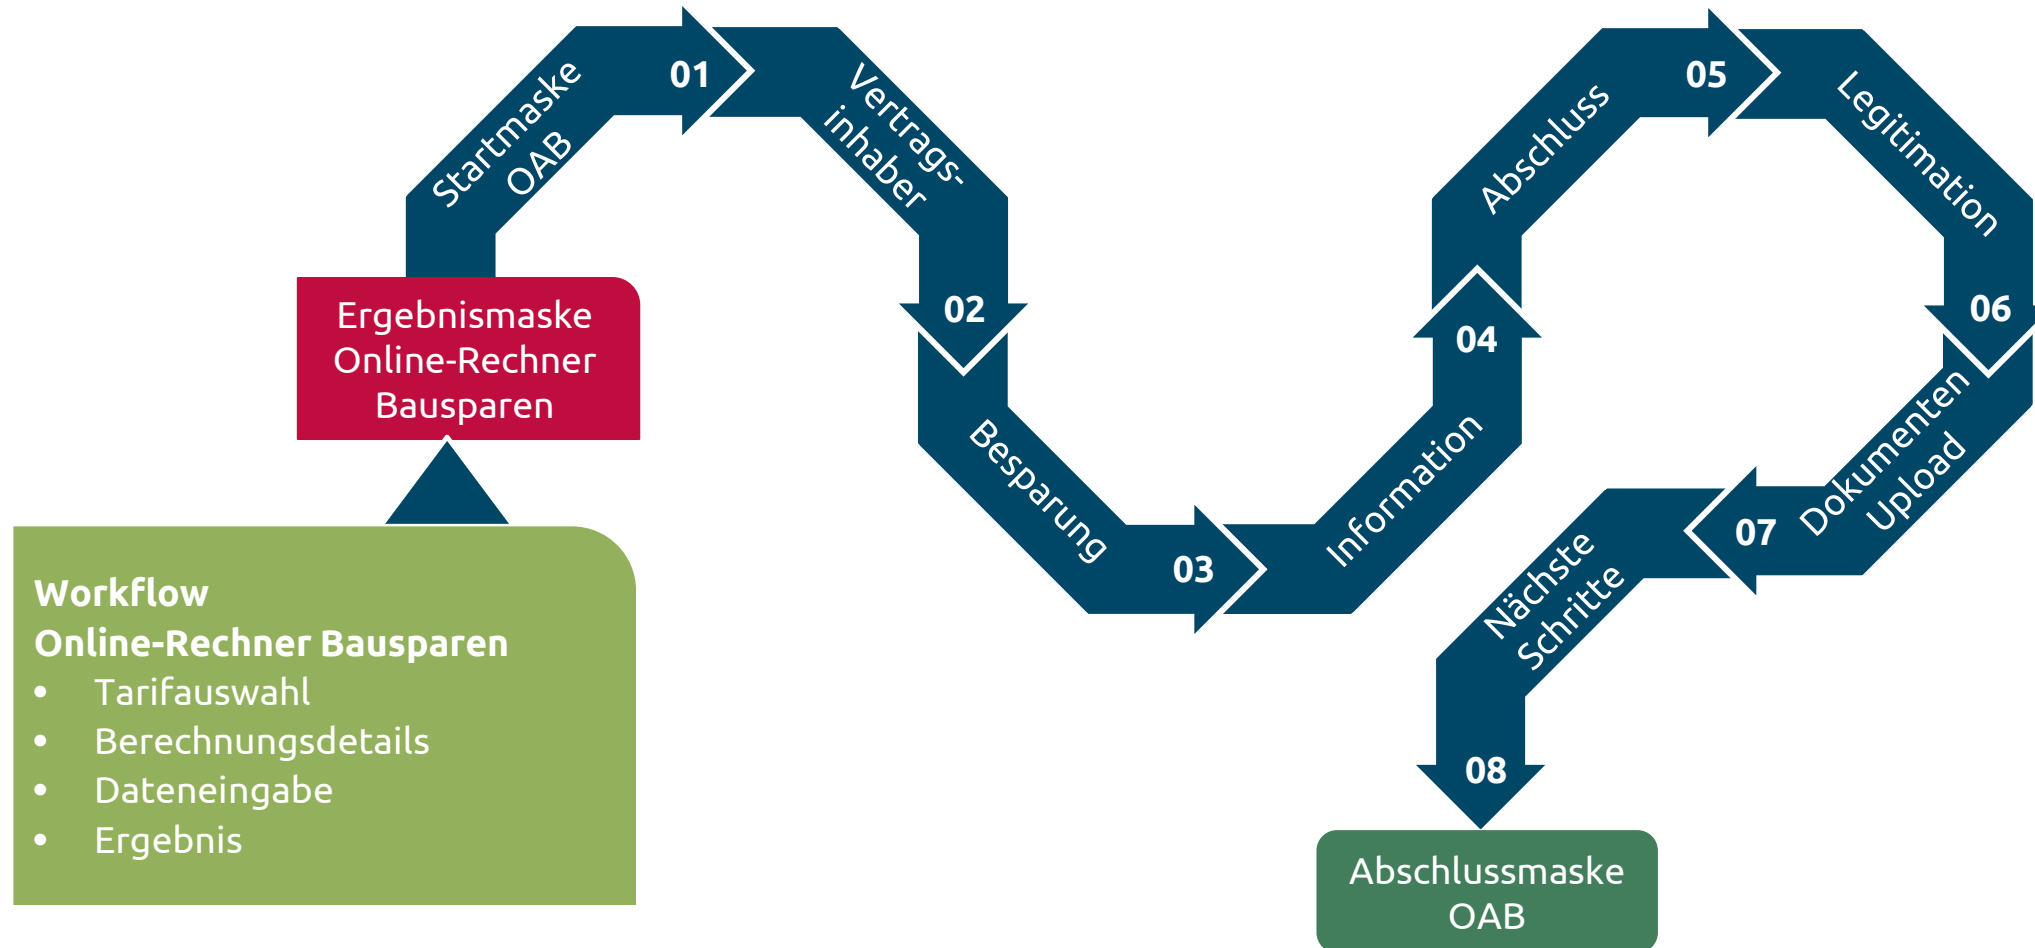 Workflow
Online-Rechner Bausparen
• Tarifauswahl
• Berechnungsdetails
• Dateneingabe
• Ergebnis
Ergebnismaske
Online-Rechner
Bausparen
Startmaske
OAB
01
Vertrags-
inhaber
02
Besparung
03
Information
04
Abschluss
05
Legitimation
06
Dokumenten
Upload
07
Nächste
Schritte
08
Abschlussmaske
OAB